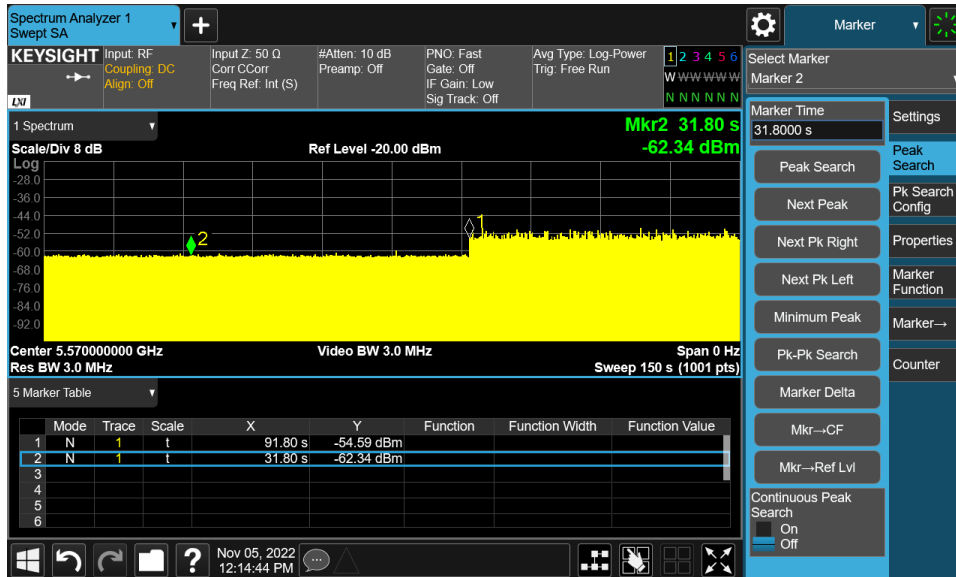 Spectrum Analyzer 1
Swept SA
Marker
KEYSIGHT
LXI
Input: RF
Coupling: DC
Align: Off
Input Z: 50 Ω
Corr CCorr
Freq Ref: Int (S)
#Atten: 10 dB
Preamp: Off
PNO: Fast
Gate: Off
IF Gain: Low
Sig Track: Off
Avg Type: Log-Power
Trig: Free Run
1 2 3 4 5 6
W W W W W W
N N N N N N
Select Marker
Marker 2
1 Spectrum
Mkr2 31.80 s
Scale/Div 8 dB
Ref Level -20.00 dBm
-62.34 dBm
Log
-28.0
-36.0
-44.0
-52.0
-60.0
-68.0
-76.0
-84.0
-92.0
1
2
Center 5.570000000 GHz
Video BW 3.0 MHz
Span 0 Hz
Res BW 3.0 MHz
Sweep 150 s (1001 pts)
5 Marker Table
Mode Trace Scale X Y Function Function Width Function Value
1 N 1 t 91.80 s -54.59 dBm
2 N 1 t 31.80 s -62.34 dBm
3
4
5
6
Marker Time
31.8000 s
Peak Search
Next Peak
Next Pk Right
Next Pk Left
Minimum Peak
Pk-Pk Search
Marker Delta
Mkr→CF
Mkr→Ref Lvl
Continuous Peak
Search
On
Off
Settings
Peak
Search
Pk Search
Config
Properties
Marker
Function
Marker→
Counter
?
Nov 05, 2022
12:14:44 PM